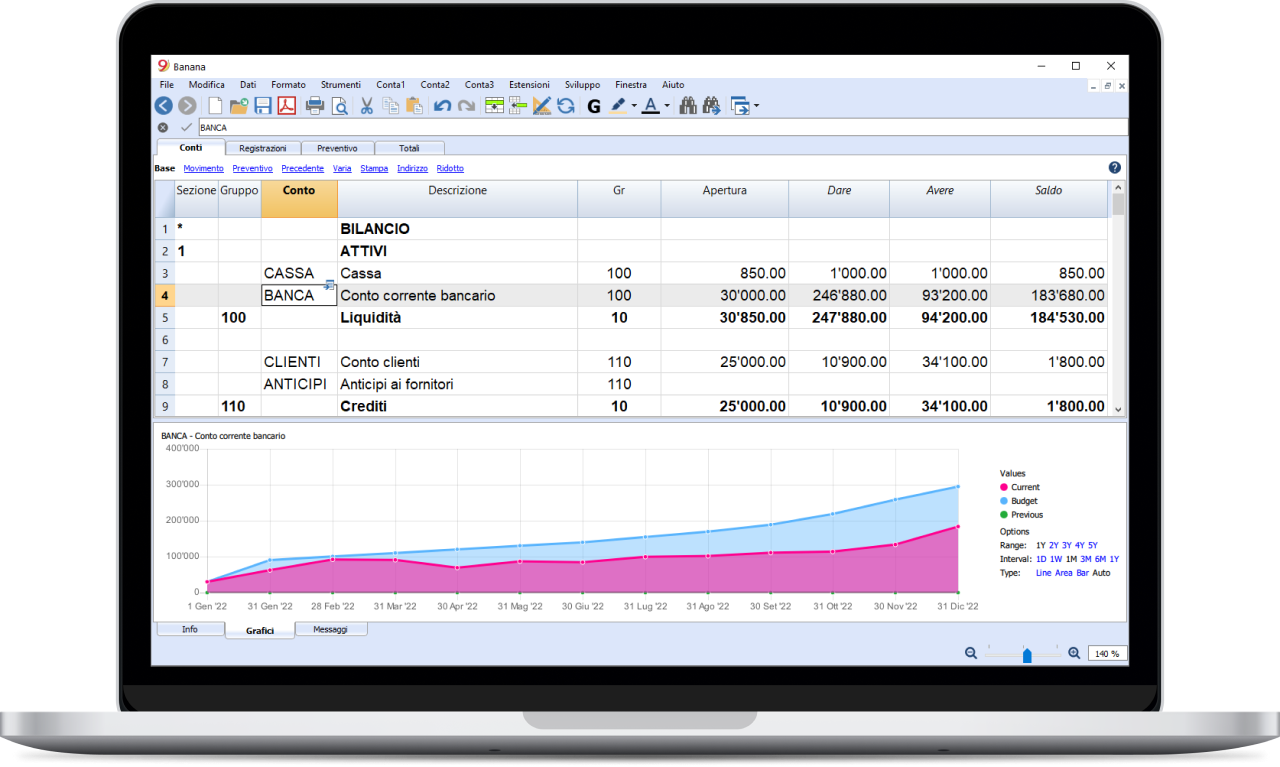 9 Banana
File Modifica Dati Formato Strumenti Conta1 Conta2 Conta3 Estensioni Sviluppo Finestra Aiuto
G A
BANCA
Conti Registrazioni Preventivo Totali
Base Movimento Preventivo Precedente Varia Stampa Indirizzo Ridotto ?
Sezione Gruppo Conto Descrizione Gr Apertura Dare Avere Saldo
1 * BILANCIO
2 1 ATTIVI
3 CASSA Cassa 100 850.00 1'000.00 1'000.00 850.00
4 BANCA Conto corrente bancario 100 30'000.00 246'880.00 93'200.00 183'680.00
5 100 Liquidità 10 30'850.00 247'880.00 94'200.00 184'530.00
6
7 CLIENTI Conto clienti 110 25'000.00 10'900.00 34'100.00 1'800.00
8 ANTICIPI Anticipi ai fornitori 110
9 110 Crediti 10 25'000.00 10'900.00 34'100.00 1'800.00
BANCA - Conto corrente bancario
400'000
300'000
200'000
100'000
0
1 Gen '22 31 Gen '22 28 Feb '22 31 Mar '22 30 Apr '22 31 Mag '22 30 Giu '22 31 Lug '22 31 Ago '22 30 Set '22 31 Ott '22 30 Nov '22 31 Dic '22
Values
Current
Budget
Previous
Options
Range: 1Y 2Y 3Y 4Y 5Y
Interval: 1D 1W 1M 3M 6M 1Y
Type: Line Area Bar Auto
Info Grafici Messaggi
140 %